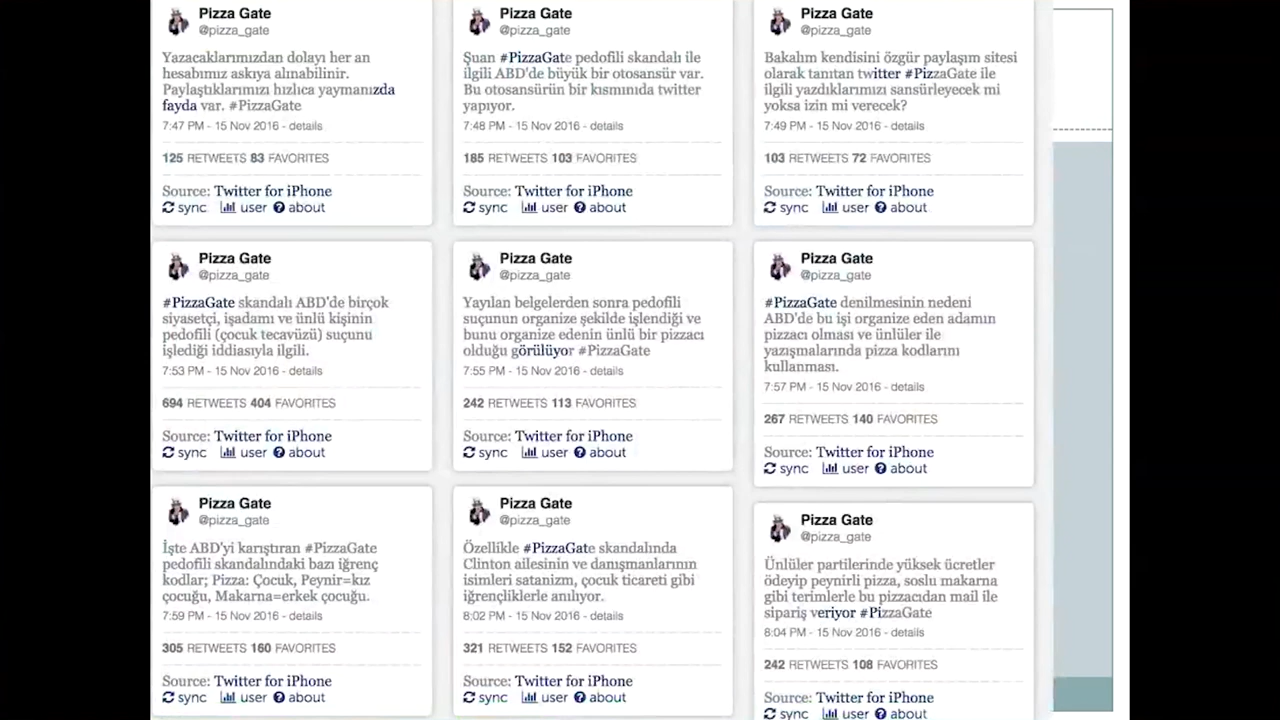 Pizza Gate
@pizza_gate
Yazacaklarımızdan dolayı her an
hesabımız askıya alınabilinir.
Paylaştıklarımızı hızlıca yaymanızda
fayda var. #PizzaGate
7:47 PM - 15 Nov 2016 - details
125 RETWEETS 83 FAVORITES
Source: Twitter for iPhone
sync user about
Pizza Gate
@pizza_gate
Şuan #PizzaGate pedofili skandalı ile
ilgili ABD'de büyük bir otosansür var.
Bu otosansürün bir kısmınıda twitter
yapıyor.
7:48 PM - 15 Nov 2016 - details
185 RETWEETS 103 FAVORITES
Source: Twitter for iPhone
sync user about
Pizza Gate
@pizza_gate
Bakalım kendisini özgür paylaşım sitesi
olarak tanıtan twitter #PizzaGate ile
ilgili yazdıklarımızı sansürleyecek mi
yoksa izin mi verecek?
7:49 PM - 15 Nov 2016 - details
103 RETWEETS 72 FAVORITES
Source: Twitter for iPhone
sync user about
Pizza Gate
@pizza_gate
#PizzaGate skandalı ABD'de birçok
siyasetçi, işadamı ve ünlü kişinin
pedofili (çocuk tecavüzü) suçunu
işlediği iddiasıyla ilgili.
7:53 PM - 15 Nov 2016 - details
694 RETWEETS 404 FAVORITES
Source: Twitter for iPhone
sync user about
Pizza Gate
@pizza_gate
Yayılan belgelerden sonra pedofili
suçunun organize şekilde işlendiği ve
bunu organize edenin ünlü bir pizzacı
olduğu görülüyor #PizzaGate
7:55 PM - 15 Nov 2016 - details
242 RETWEETS 113 FAVORITES
Source: Twitter for iPhone
sync user about
Pizza Gate
@pizza_gate
#PizzaGate denilmesinin nedeni
ABD'de bu işi organize eden adamın
pizzacı olması ve ünlüler ile
yazışmalarında pizza kodlarını
kullanması.
7:57 PM - 15 Nov 2016 - details
267 RETWEETS 140 FAVORITES
Source: Twitter for iPhone
sync user about
Pizza Gate
@pizza_gate
İşte ABD'yi karıştıran #PizzaGate
pedofili skandalındaki bazı iğrenç
kodlar; Pizza: Çocuk, Peynir=kız
çocuğu, Makarna=erkek çocuğu.
7:59 PM - 15 Nov 2016 - details
305 RETWEETS 160 FAVORITES
Source: Twitter for iPhone
sync user about
Pizza Gate
@pizza_gate
Özellikle #PizzaGate skandalında
Clinton ailesinin ve danışmanlarının
isimleri satanizm, çocuk ticareti gibi
iğrençliklerle anılıyor.
8:02 PM - 15 Nov 2016 - details
321 RETWEETS 152 FAVORITES
Source: Twitter for iPhone
sync user about
Pizza Gate
@pizza_gate
Ünlüler partilerinde yüksek ücretler
ödeyip peynirli pizza, soslu makarna
gibi terimlerle bu pizzacıdan mail ile
sipariş veriyor #PizzaGate
8:04 PM - 15 Nov 2016 - details
242 RETWEETS 108 FAVORITES
Source: Twitter for iPhone
sync user about